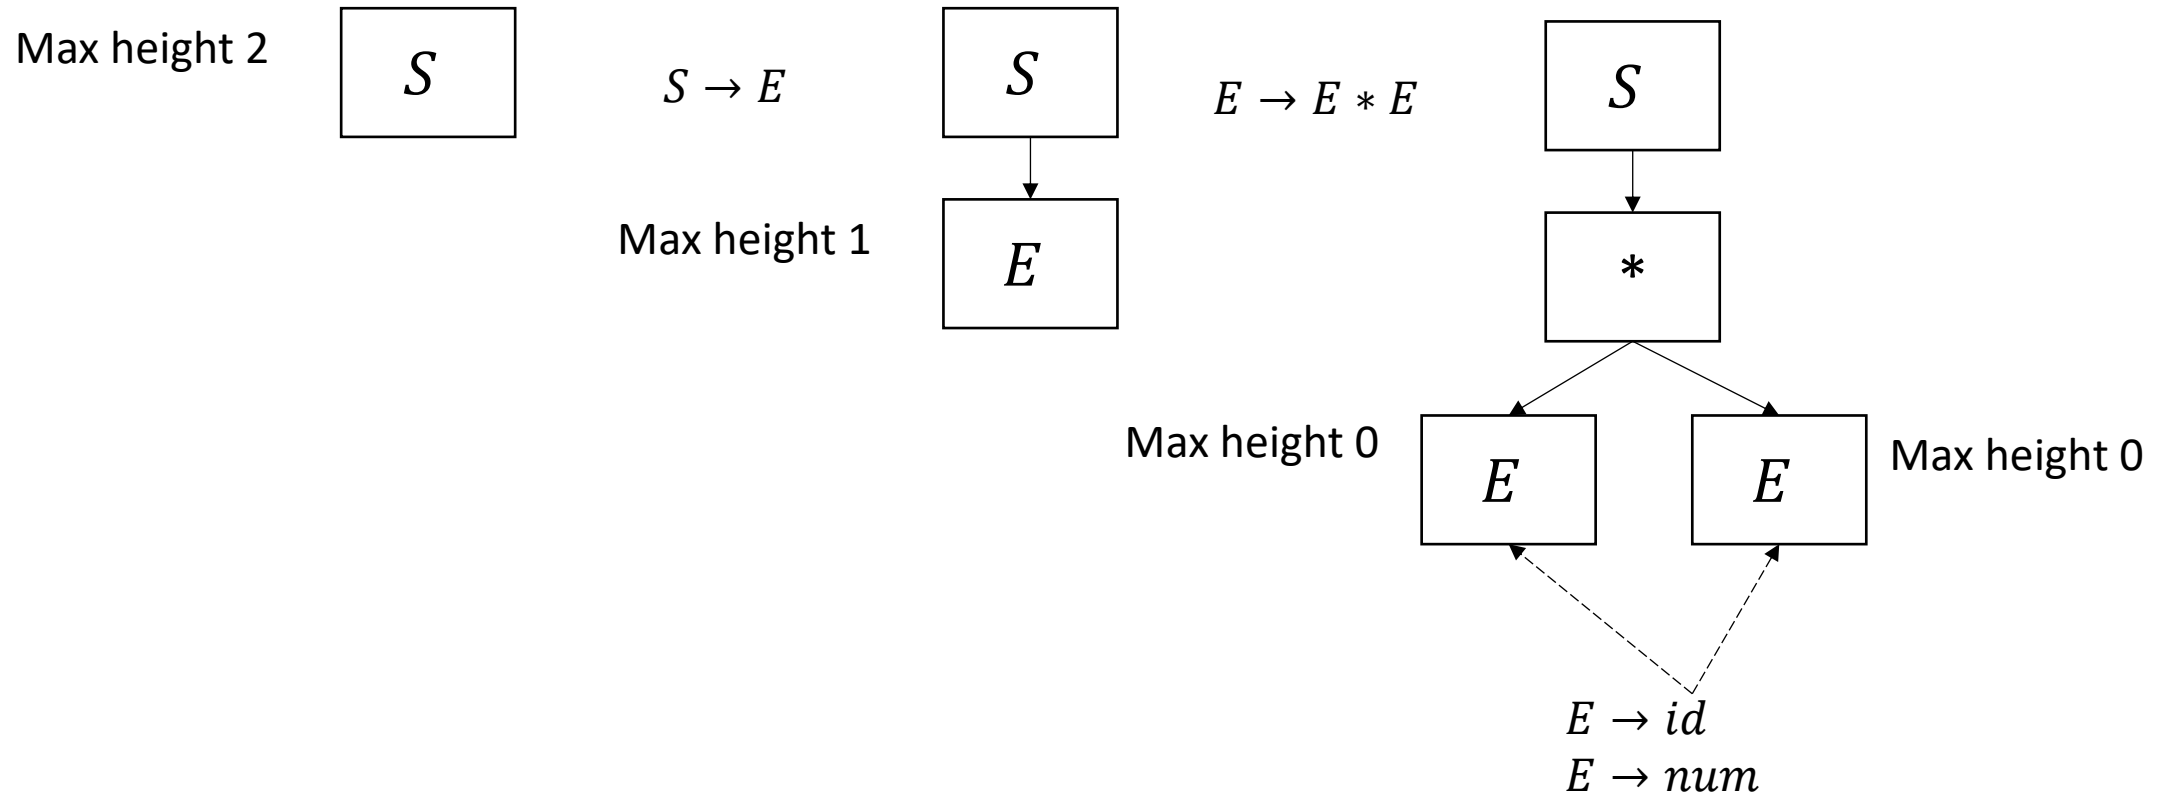 Max height 2
S
S → E
S
E → E ∗ E
S
Max height 1
E
∗
Max height 0
E
E
Max height 0
E → id
E → num